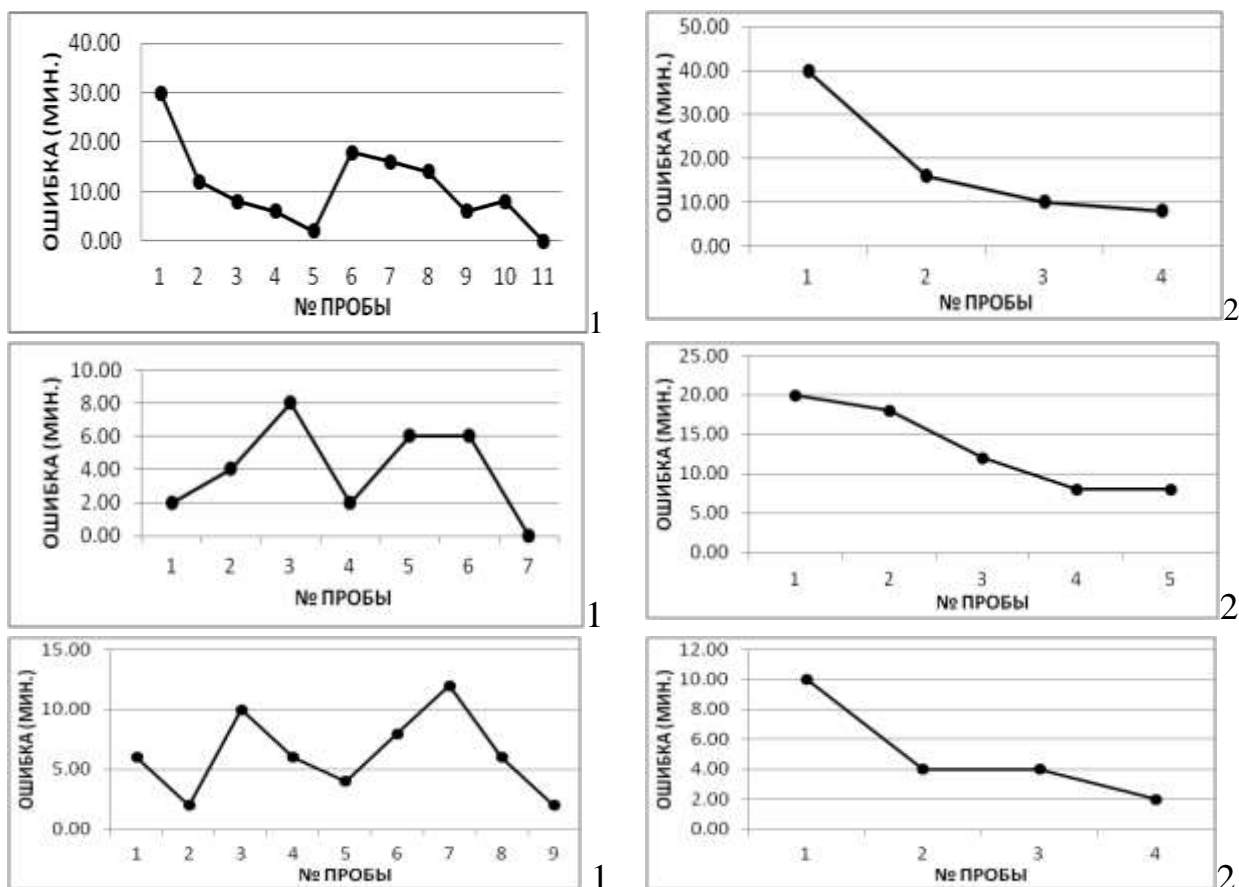 ОШИБКА (МИН.)
40.00
30.00
20.00
10.00
0.00
1 2 3 4 5 6 7 8 9 10 11
№ ПРОБЫ
1
ОШИБКА (МИН.)
50.00
40.00
30.00
20.00
10.00
0.00
1 2 3 4
№ ПРОБЫ
2
ОШИБКА (МИН.)
10.00
8.00
6.00
4.00
2.00
0.00
1 2 3 4 5 6 7
№ ПРОБЫ
1
ОШИБКА (МИН.)
25.00
20.00
15.00
10.00
5.00
0.00
1 2 3 4 5
№ ПРОБЫ
2
ОШИБКА (МИН.)
15.00
10.00
5.00
0.00
1 2 3 4 5 6 7 8 9
№ ПРОБЫ
1
ОШИБКА (МИН.)
12.00
10.00
8.00
6.00
4.00
2.00
0.00
1 2 3 4
№ ПРОБЫ
2